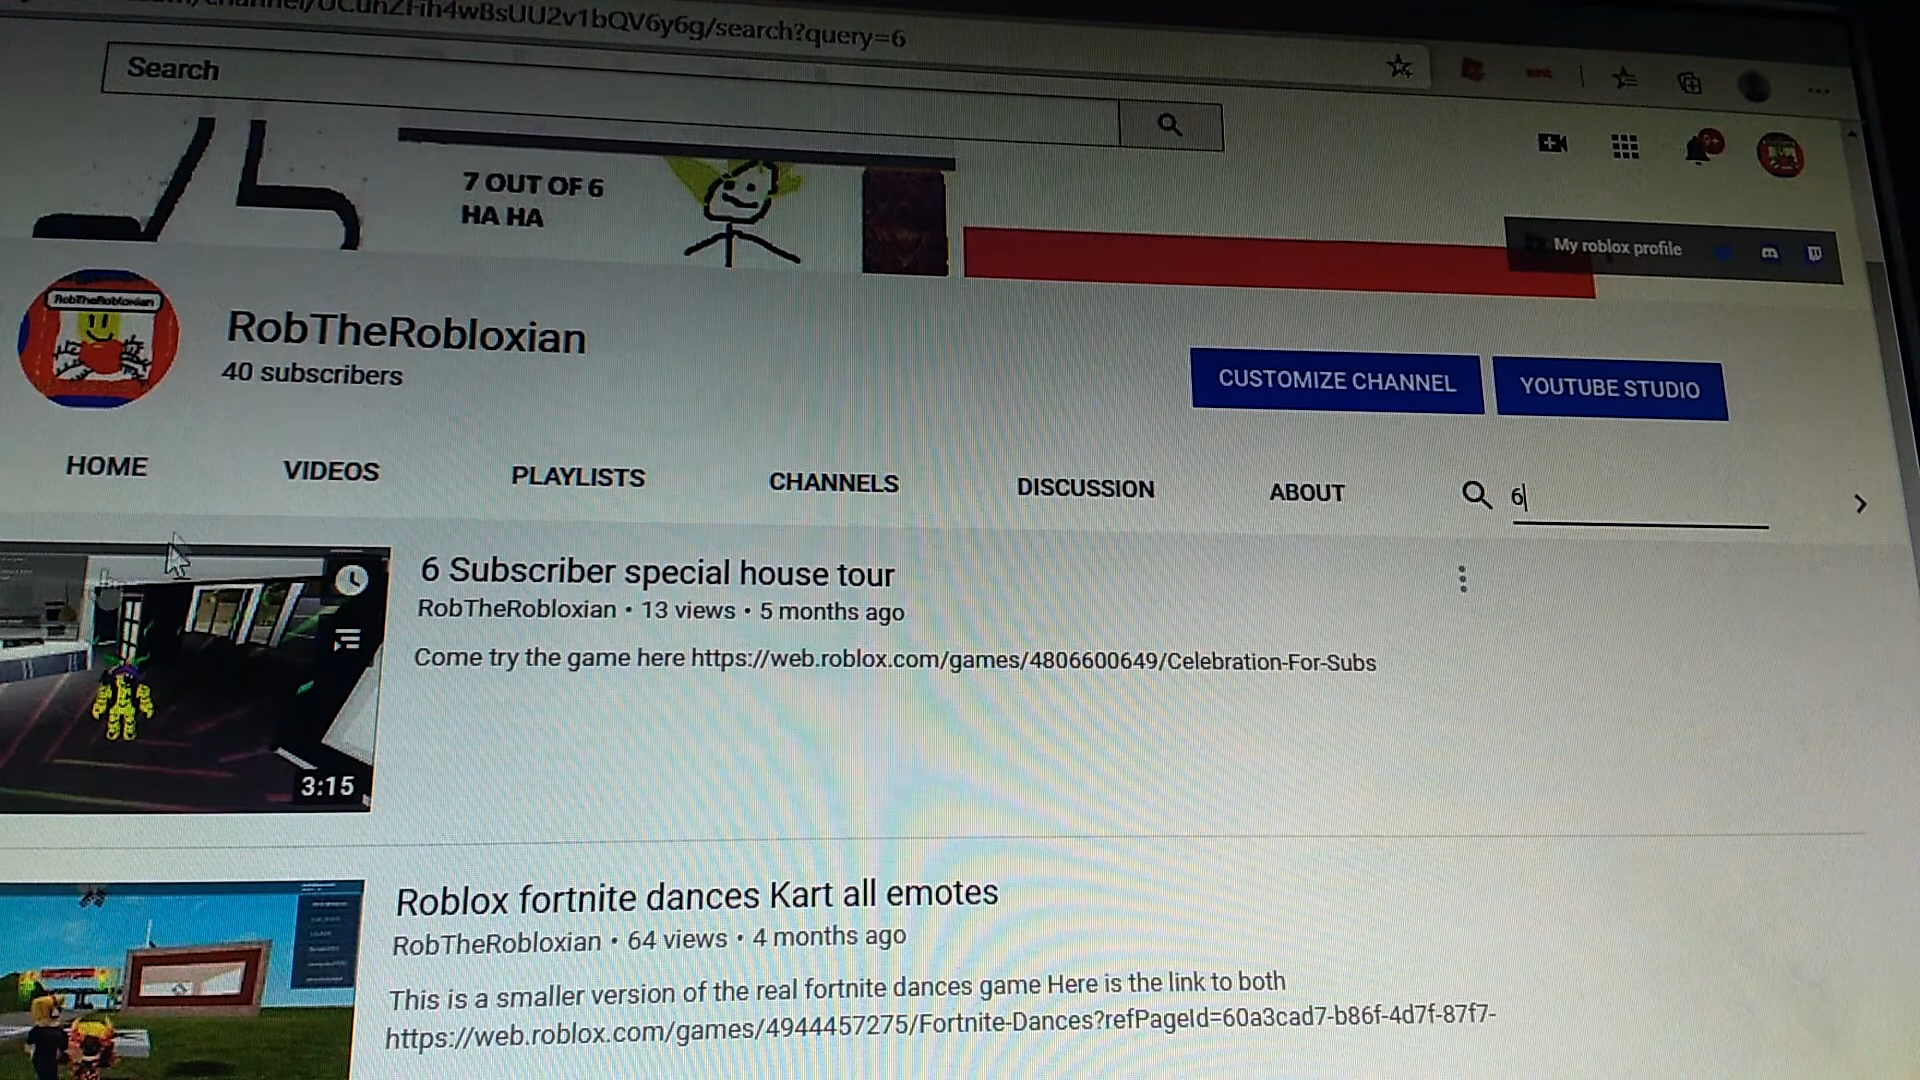 /UCunZFih4wBsUU2v1bQV6y6g/search?query=6
Search
7 OUT OF 6
HA HA
9+
My roblox profile
RobTheRobloxian
RobTheRobloxian
40 subscribers
CUSTOMIZE CHANNEL
YOUTUBE STUDIO
HOME
VIDEOS
PLAYLISTS
CHANNELS
DISCUSSION
ABOUT
6
6 Subscriber special house tour
RobTheRobloxian • 13 views • 5 months ago
Come try the game here https://web.roblox.com/games/4806600649/Celebration-For-Subs
3:15
Roblox fortnite dances Kart all emotes
RobTheRobloxian • 64 views • 4 months ago
This is a smaller version of the real fortnite dances game Here is the link to both
https://web.roblox.com/games/4944457275/Fortnite-Dances?refPageId=60a3cad7-b86f-4d7f-87f7-